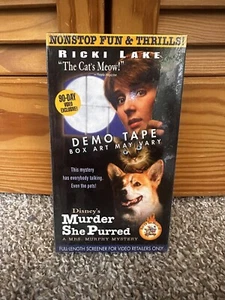 NONSTOP FUN & THRILLS!
RICKI LAKE
"The Cat's Meow!"
90-DAY
VIDEO
EXCLUSIVE!
DEMO TAPE
BOX ART MAY VARY
This mystery
has everybody talking.
Even the pets!
Disney's
Murder
She Purred
A MRS. MURPHY MYSTERY
FULL-LENGTH SCREENER FOR VIDEO RETAILERS ONLY